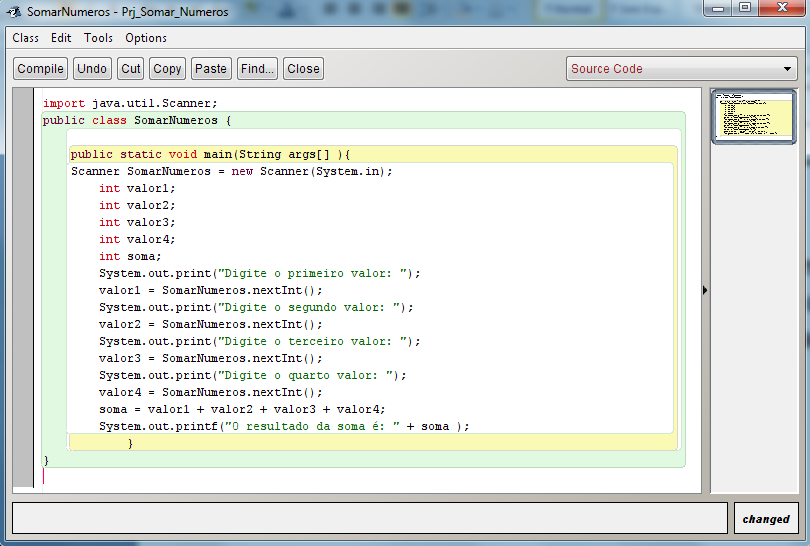 SomarNumeros - Prj_Somar_Numeros
Class Edit Tools Options
Compile Undo Cut Copy Paste Find... Close Source Code
import java.util.Scanner;
public class SomarNumeros {
public static void main(String args[] ){
Scanner SomarNumeros = new Scanner(System.in);
int valor1;
int valor2;
int valor3;
int valor4;
int soma;
System.out.print("Digite o primeiro valor: ");
valor1 = SomarNumeros.nextInt();
System.out.print("Digite o segundo valor: ");
valor2 = SomarNumeros.nextInt();
System.out.print("Digite o terceiro valor: ");
valor3 = SomarNumeros.nextInt();
System.out.print("Digite o quarto valor: ");
valor4 = SomarNumeros.nextInt();
soma = valor1 + valor2 + valor3 + valor4;
System.out.printf("O resultado da soma é: " + soma );
}
}
changed